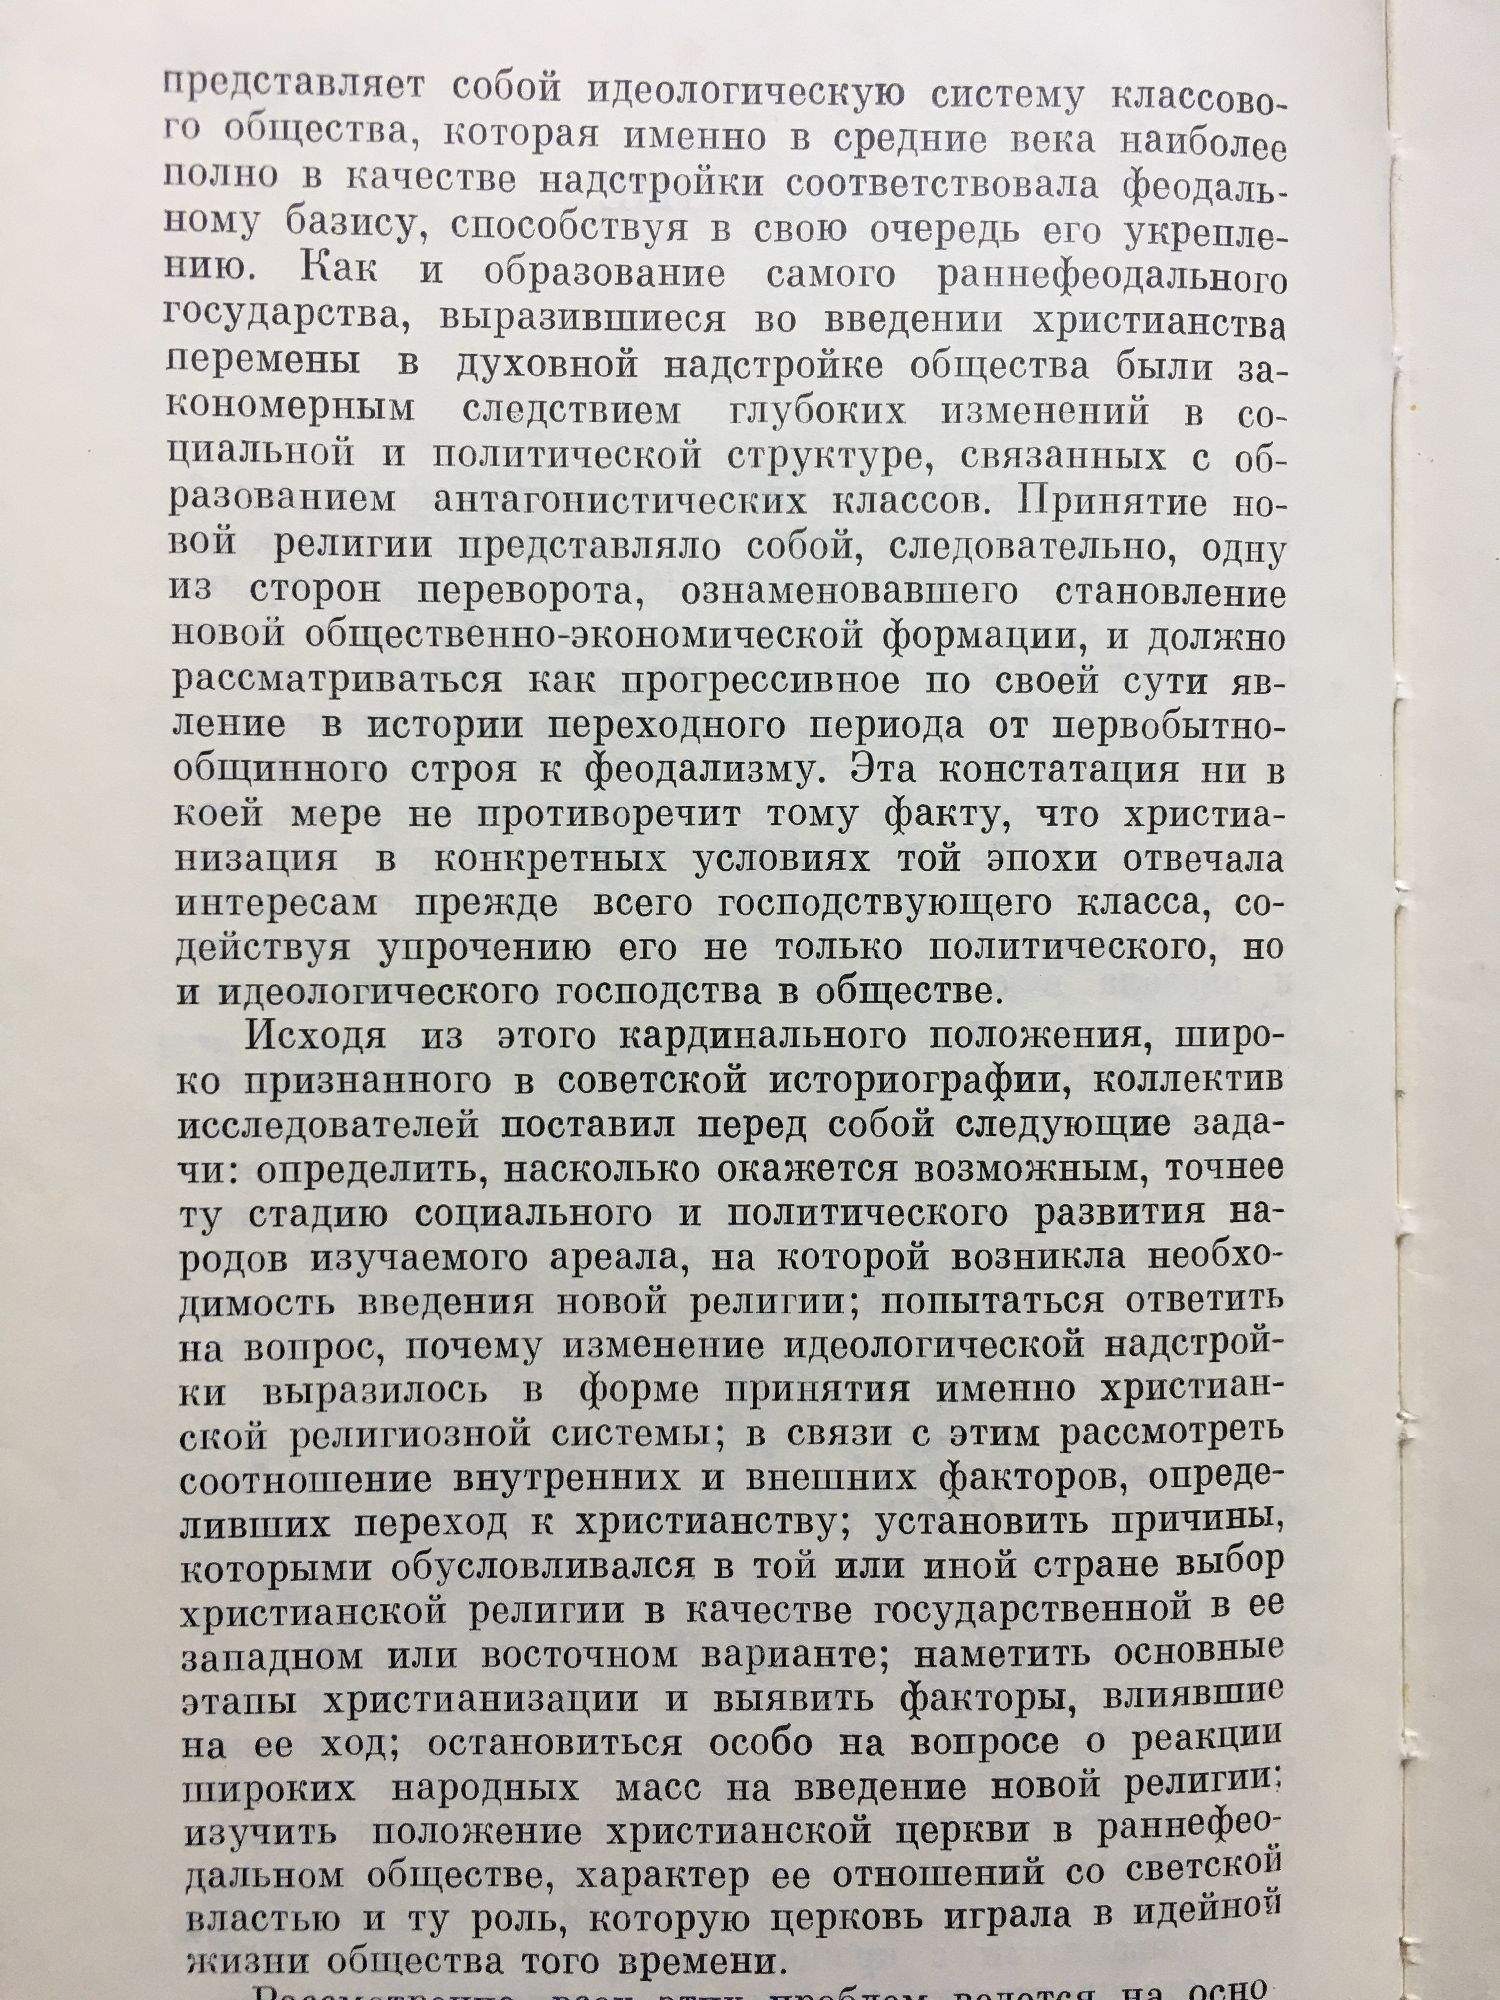 представляет собой идеологическую систему классово-
го общества, которая именно в средние века наиболее
полно в качестве надстройки соответствовала феодаль-
ному базису, способствуя в свою очередь его укрепле-
нию. Как и образование самого раннефеодального
государства, выразившиеся во введении христианства
перемены в духовной надстройке общества были за-
кономерным следствием глубоких изменений в со-
циальной и политической структуре, связанных с об-
разованием антагонистических классов. Принятие но-
вой религии представляло собой, следовательно, одну
из сторон переворота, ознаменовавшего становление
новой общественно-экономической формации, и должно
рассматриваться как прогрессивное по своей сути яв-
ление в истории переходного периода от первобытно-
общинного строя к феодализму. Эта констатация ни в
коей мере не противоречит тому факту, что христиа-
низация в конкретных условиях той эпохи отвечала
интересам прежде всего господствующего класса, со-
действуя упрочению его не только политического, но
и идеологического господства в обществе.
Исходя из этого кардинального положения, широ-
ко признанного в советской историографии, коллектив
исследователей поставил перед собой следующие зада-
чи: определить, насколько окажется возможным, точнее
ту стадию социального и политического развития на-
родов изучаемого ареала, на которой возникла необхо-
димость введения новой религии; попытаться ответить
на вопрос, почему изменение идеологической надстрой-
ки выразилось в форме принятия именно христиан-
ской религиозной системы; в связи с этим рассмотреть
соотношение внутренних и внешних факторов, опреде-
ливших переход к христианству; установить причины,
которыми обусловливался в той или иной стране выбор
христианской религии в качестве государственной в ее
западном или восточном варианте; наметить основные
этапы христианизации и выявить факторы, влиявшие
на ее ход; остановиться особо на вопросе о реакции
широких народных масс на введение новой религии;
изучить положение христианской церкви в раннефео-
дальном обществе, характер ее отношений со светской
властью и ту роль, которую церковь играла в идейной
жизни общества того времени.
всех этих проблем ведется на осно-